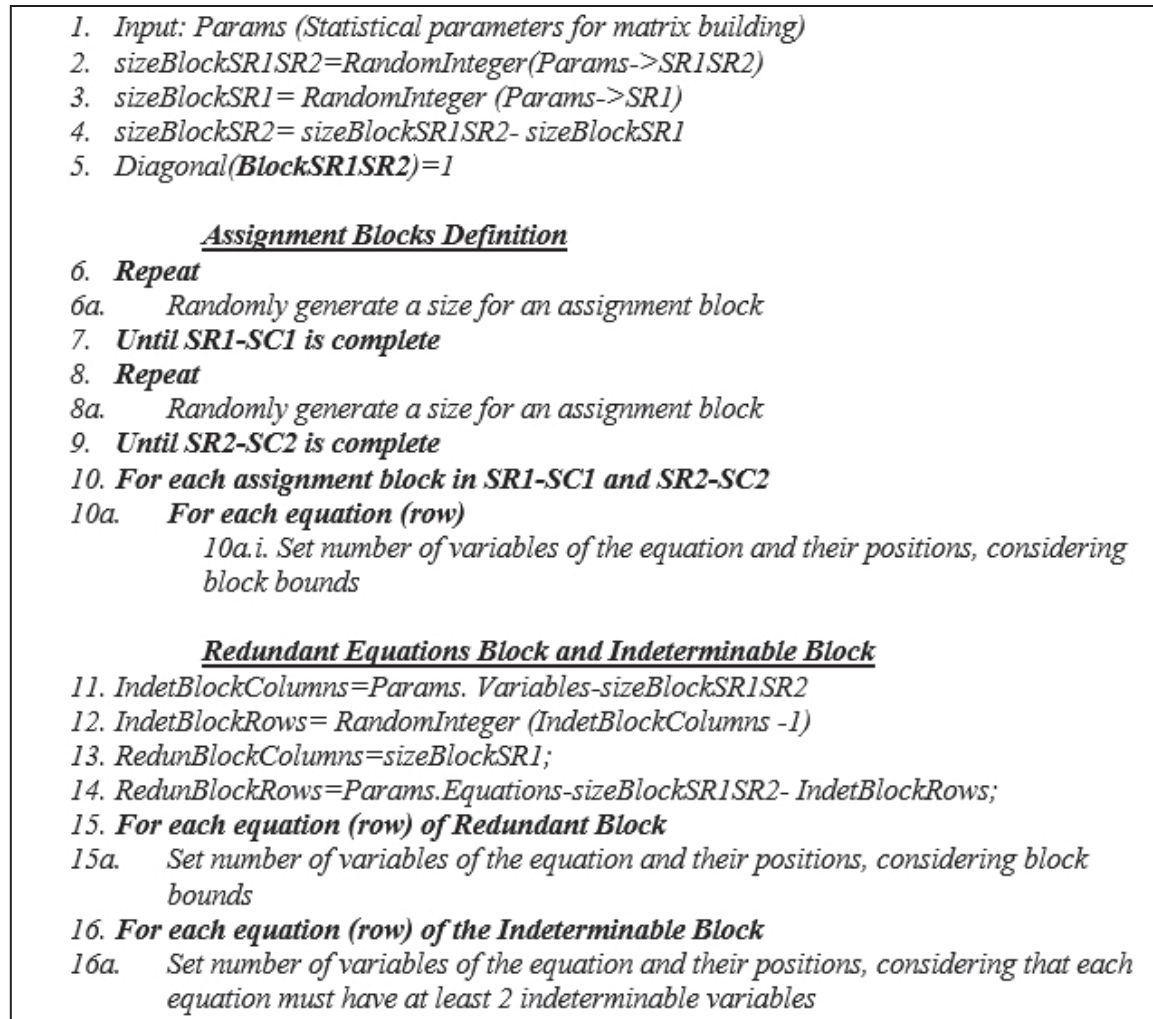 1. Input: Params (Statistical parameters for matrix building)
2. sizeBlockSR1SR2=RandomInteger(Params->SR1SR2)
3. sizeBlockSR1= RandomInteger (Params->SR1)
4. sizeBlockSR2= sizeBlockSR1SR2- sizeBlockSR1
5. Diagonal(BlockSR1SR2)=1
Assignment Blocks Definition
6. Repeat
6a. Randomly generate a size for an assignment block
7. Until SR1-SC1 is complete
8. Repeat
8a. Randomly generate a size for an assignment block
9. Until SR2-SC2 is complete
10. For each assignment block in SR1-SC1 and SR2-SC2
10a. For each equation (row)
10a.i. Set number of variables of the equation and their positions, considering
block bounds
Redundant Equations Block and Indeterminable Block
11. IndetBlockColumns=Params. Variables-sizeBlockSR1SR2
12. IndetBlockRows= RandomInteger (IndetBlockColumns -1)
13. RedunBlockColumns=sizeBlockSR1;
14. RedunBlockRows=Params.Equations-sizeBlockSR1SR2- IndetBlockRows;
15. For each equation (row) of Redundant Block
15a. Set number of variables of the equation and their positions, considering block
bounds
16. For each equation (row) of the Indeterminable Block
16a. Set number of variables of the equation and their positions, considering that each
equation must have at least 2 indeterminable variables